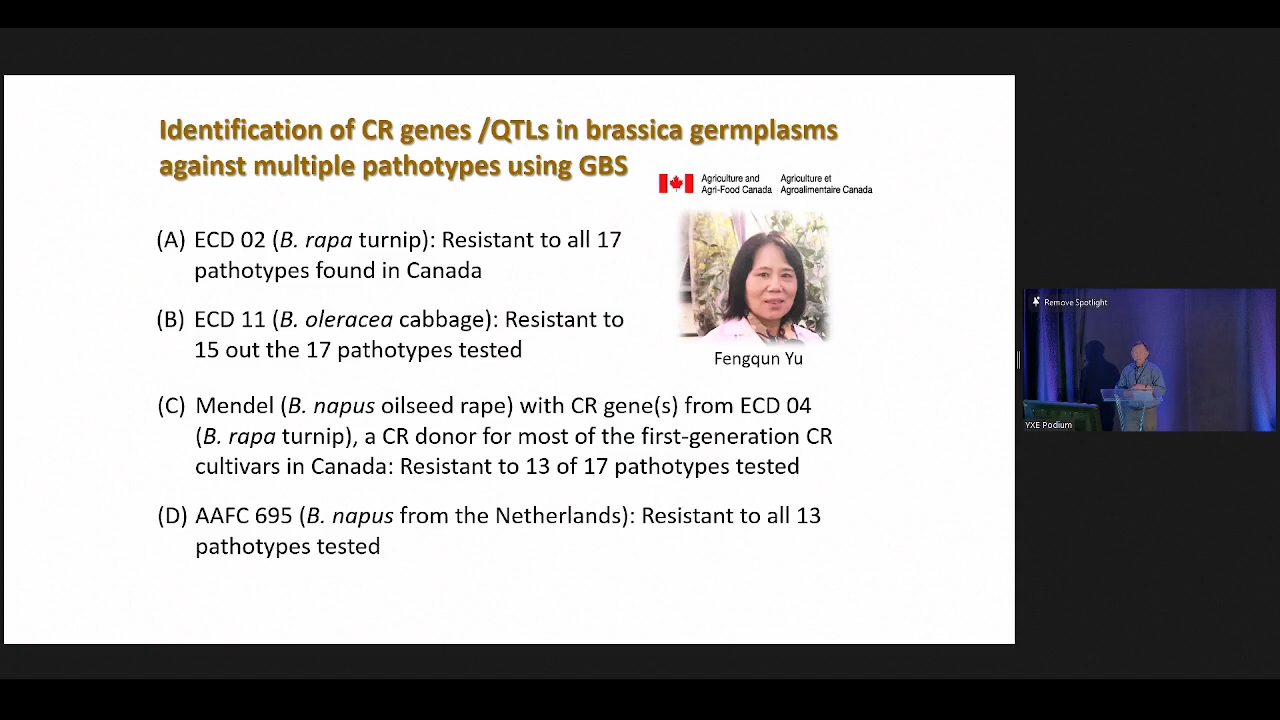 Identification of CR genes /QTLs in brassica germplasms
against multiple pathotypes using GBS
Agriculture and
Agri-Food Canada
Agriculture et
Agroalimentaire Canada
(A) ECD 02 (B. rapa turnip): Resistant to all 17
pathotypes found in Canada
(B) ECD 11 (B. oleracea cabbage): Resistant to
15 out the 17 pathotypes tested
Fengqun Yu
(C) Mendel (B. napus oilseed rape) with CR gene(s) from ECD 04
(B. rapa turnip), a CR donor for most of the first-generation CR
cultivars in Canada: Resistant to 13 of 17 pathotypes tested
(D) AAFC 695 (B. napus from the Netherlands): Resistant to all 13
pathotypes tested
Remove Spotlight
YXE Podium